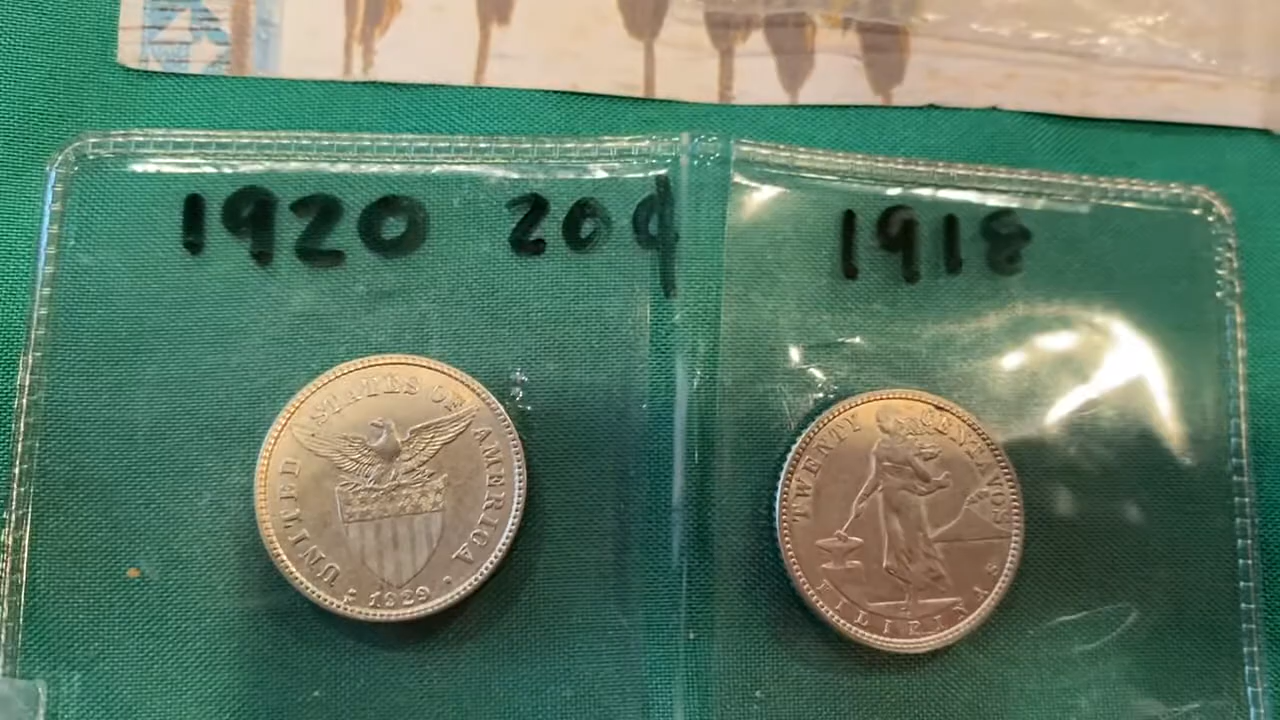 1920 20¢
1918
UNITED STATES OF AMERICA
1929
TWENTY CENTAVOS
FILIPINAS